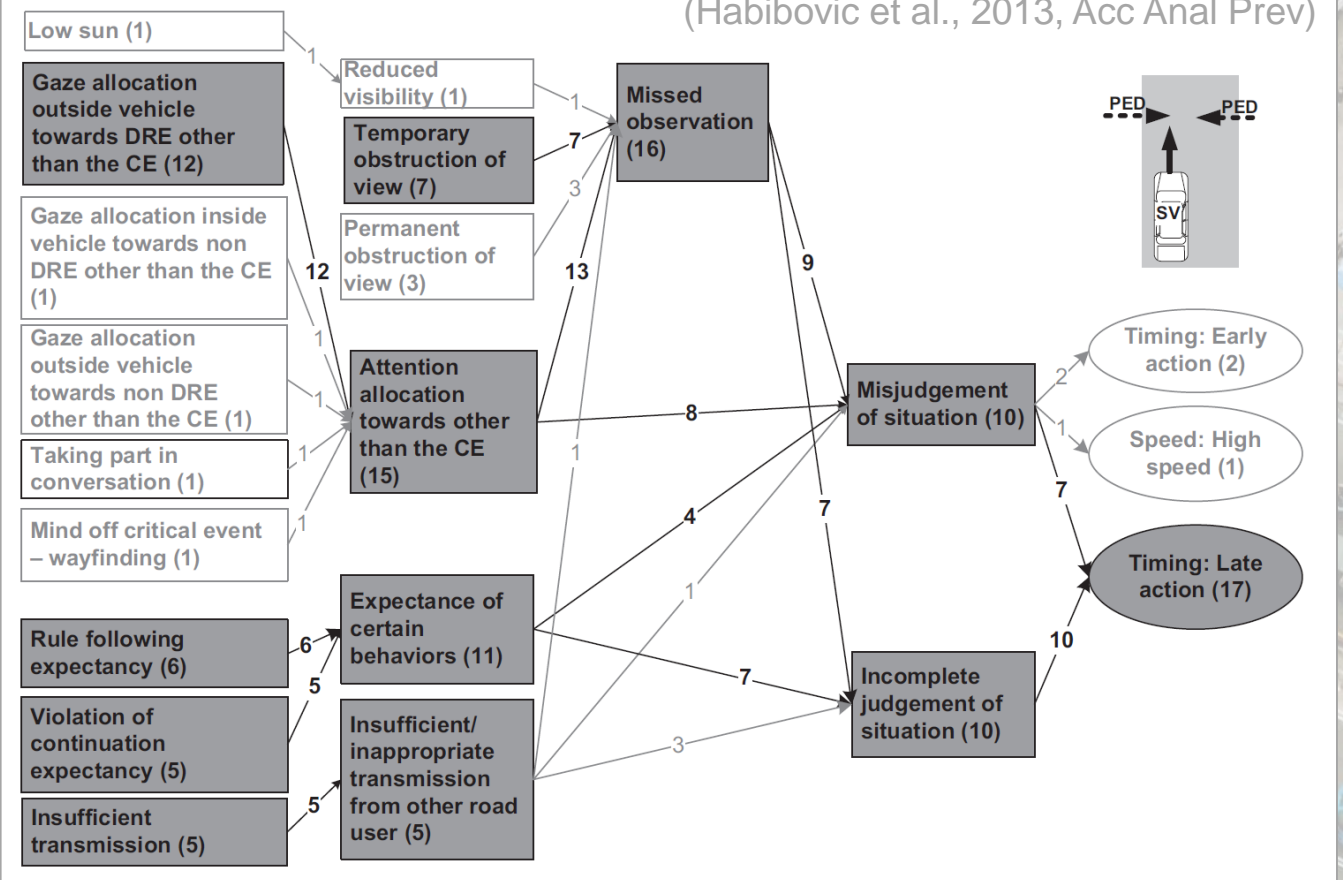 (Habibovic et al., 2013, Acc Anal Prev)
Low sun (1)
1
Gaze allocation
outside vehicle
towards DRE other
than the CE (12)
12
Gaze allocation inside
vehicle towards non
DRE other than the CE
(1)
1
Gaze allocation
outside vehicle
towards non DRE
other than the CE (1)
1
Taking part in
conversation (1)
1
Mind off critical event
– wayfinding (1)
1
Rule following
expectancy (6)
6
Violation of
continuation
expectancy (5)
5
Insufficient
transmission (5)
5
Reduced
visibility (1)
1
Temporary
obstruction of
view (7)
7
Permanent
obstruction of
view (3)
3
Attention
allocation
towards other
than the CE
(15)
13
8
Expectance of
certain
behaviors (11)
4
7
Insufficient/
inappropriate
transmission
from other road
user (5)
1
1
3
Missed
observation
(16)
9
7
Misjudgement
of situation (10)
2
1
7
Incomplete
judgement of
situation (10)
10
PED
PED
SV
Timing: Early
action (2)
Speed: High
speed (1)
Timing: Late
action (17)